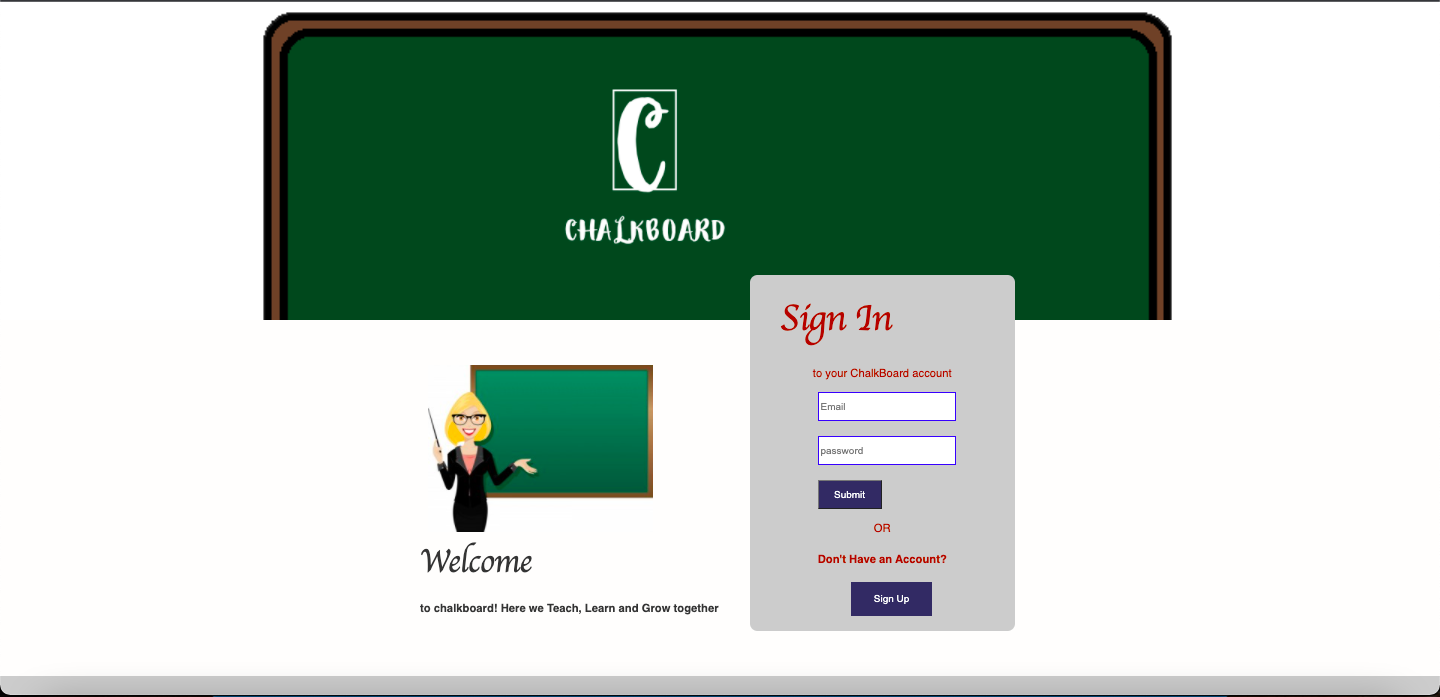 C
CHALKBOARD
Sign In
to your ChalkBoard account
Email
password
Submit
OR
Don't Have an Account?
Sign Up
Welcome
to chalkboard! Here we Teach, Learn and Grow together